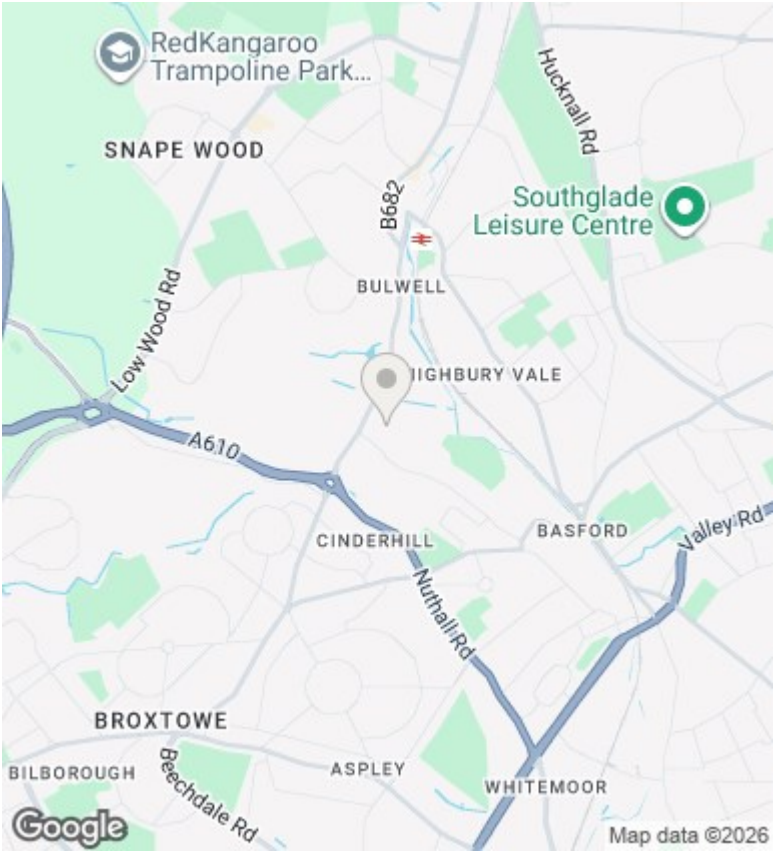 RedKangaroo
Trampoline Park...
Hucknall Rd
SNAPE WOOD
B682
Southglade
Leisure Centre
BULWELL
Low Wood Rd
HIGHBURY VALE
A610
BASFORD
Valley Rd
CINDERHILL
Nuthall Rd
BROXTOWE
BILBOROUGH
Beechdale Rd
ASPLEY
WHITEMOOR
Google
Map data ©2026